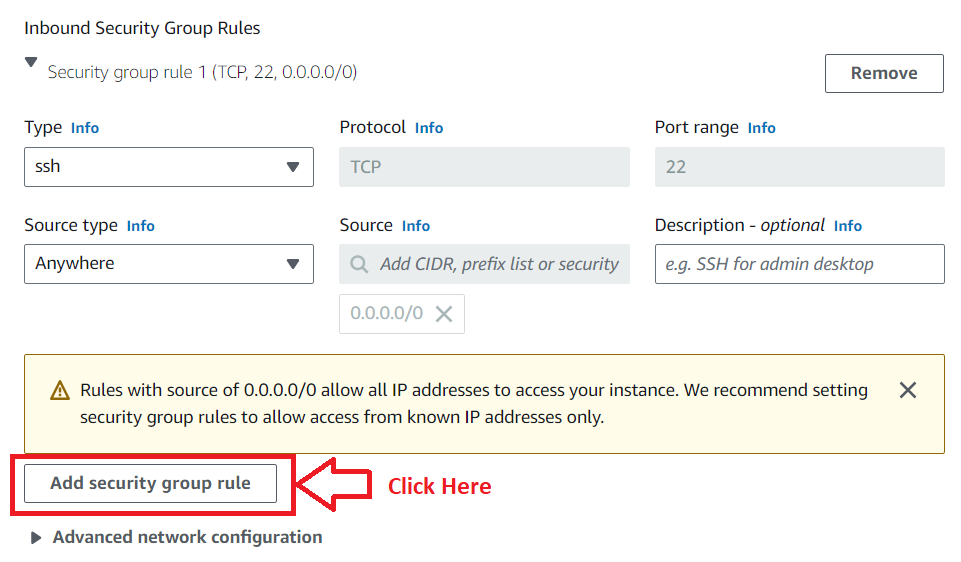 Inbound Security Group Rules
Security group rule 1 (TCP, 22, 0.0.0.0/0)
Remove
Type Info
Protocol Info
Port range Info
ssh
TCP
22
Source type Info
Source Info
Description - optional Info
Anywhere
Add CIDR, prefix list or security
e.g. SSH for admin desktop
0.0.0.0/0
Rules with source of 0.0.0.0/0 allow all IP addresses to access your instance. We recommend setting
security group rules to allow access from known IP addresses only.
Add security group rule
Click Here
Advanced network configuration